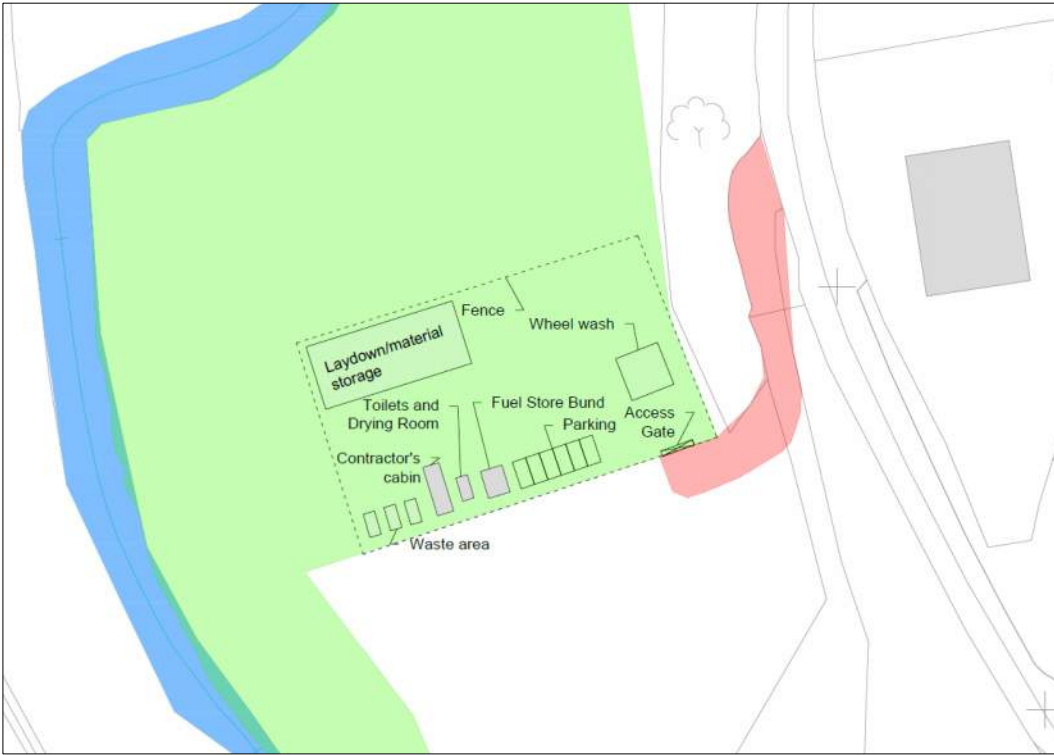 Fence
Wheel wash
Laydown/material
storage
Toilets and
Drying Room
Fuel Store Bund
Parking
Access
Gate
Contractor's
cabin
Waste area